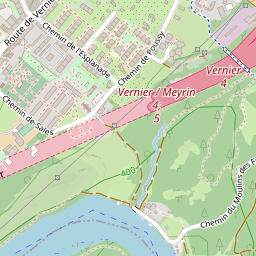 Route de Vernier
Chemin de l'Esplanade
Chemin de Poussy
Vernier
4
Vernier / Meyrin
4;
5
Chemin de Sales
400
Chemin du Moulins des F